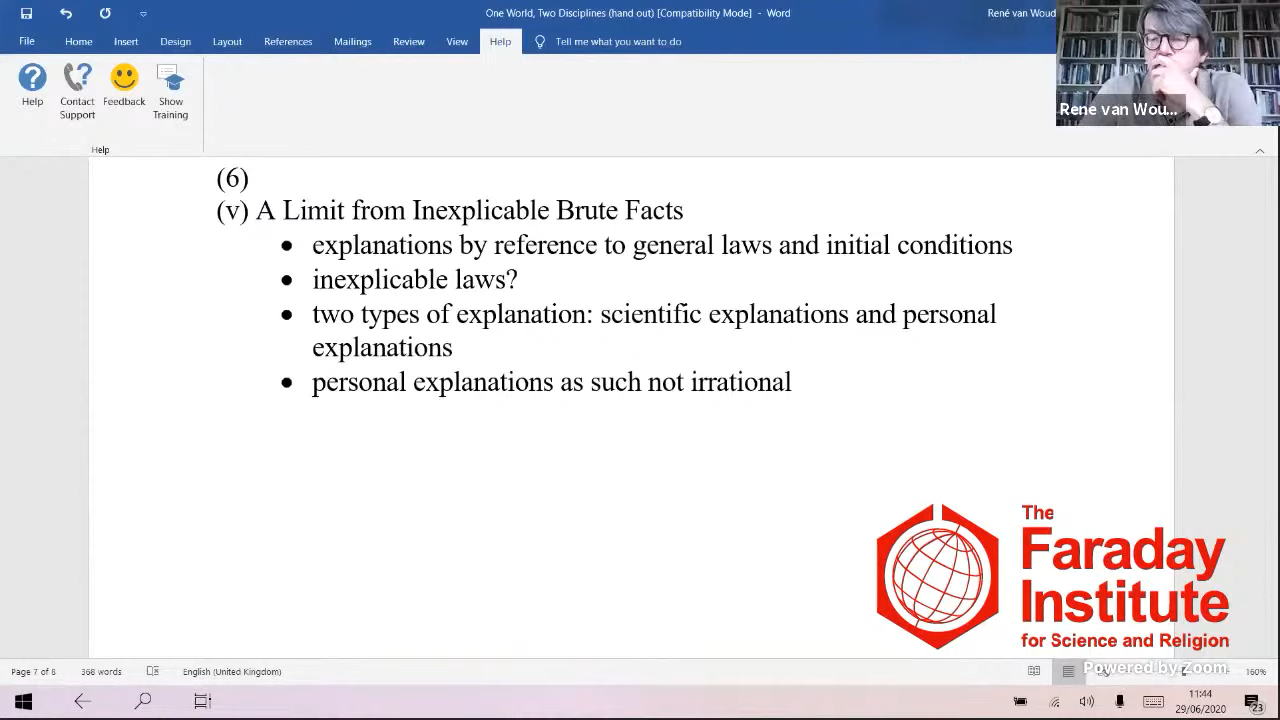 One World, Two Disciplines (hand out) [Compatibility Mode] - Word
René van Woud
File Home Insert Design Layout References Mailings Review View Help Tell me what you want to do
Help
Contact Support
Feedback
Show Training
Help
Rene van Wou...
(6)
(v) A Limit from Inexplicable Brute Facts
• explanations by reference to general laws and initial conditions
• inexplicable laws?
• two types of explanation: scientific explanations and personal
explanations
• personal explanations as such not irrational
The
Faraday
Institute
for Science and Religion
Powered by Zoom
Page 7 of 8 368 words English (United Kingdom) 160%
11:44
29/06/2020
23